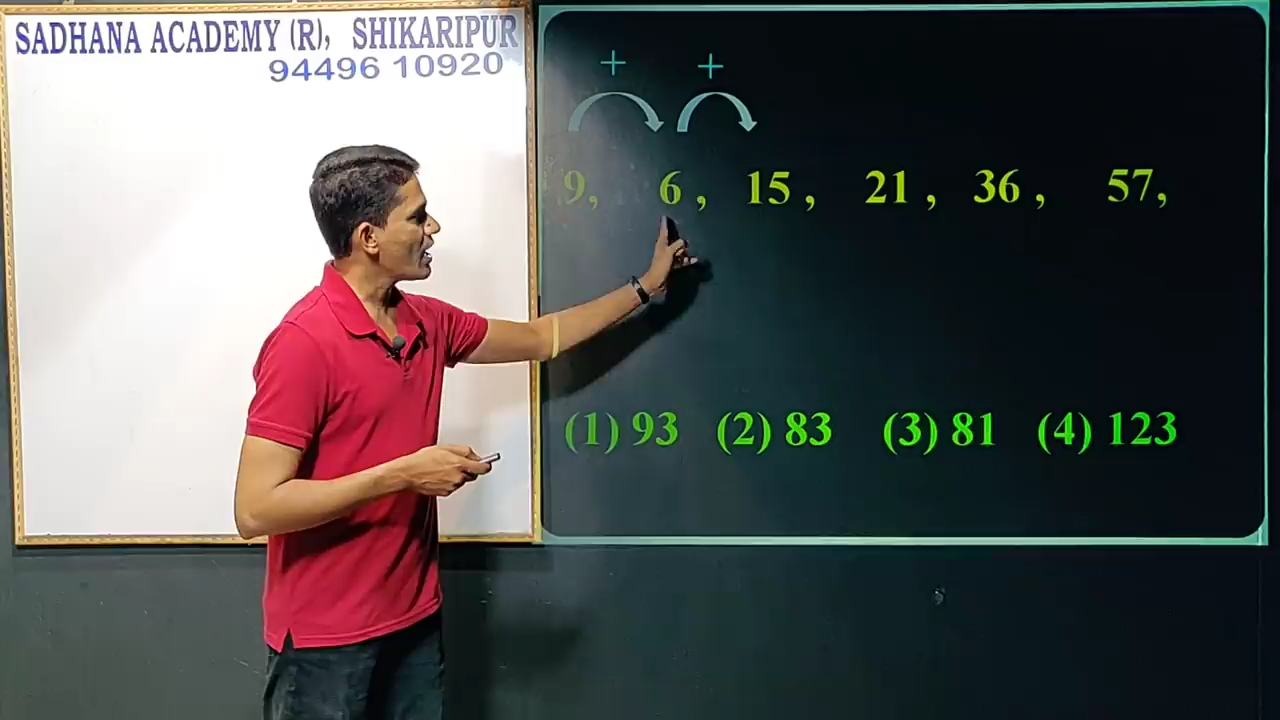 SADHANA ACADEMY (R), SHIKARIPUR
94496 10920
+ +
9, 6, 15, 21, 36, 57,
(1) 93 (2) 83 (3) 81 (4) 123